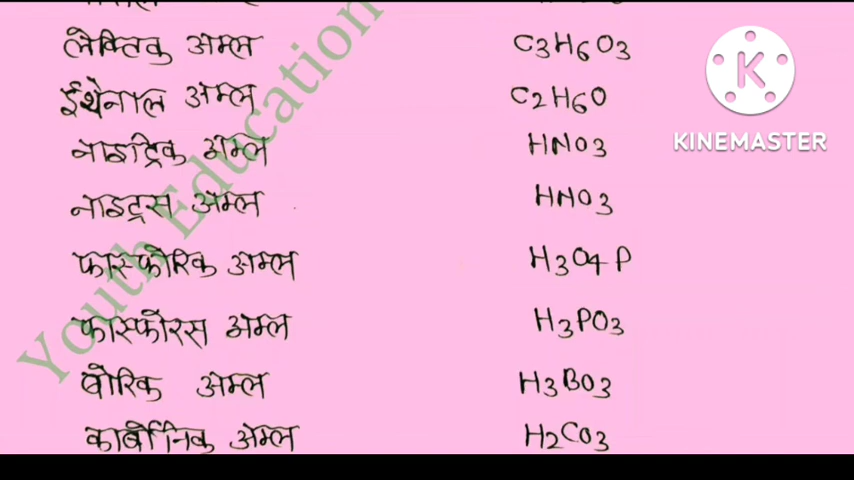 लेक्टिक अम्ल C3H6O3
ईथेनाल अम्ल C2H6O
नाइट्रिक अम्ल HNO3
नाइट्रस अम्ल HNO3
फास्फोरिक अम्ल H3O4P
फास्फोरस अम्ल H3PO3
बोरिक अम्ल H3BO3
कार्बोनिक अम्ल H2CO3
Youth Education
KINEMASTER